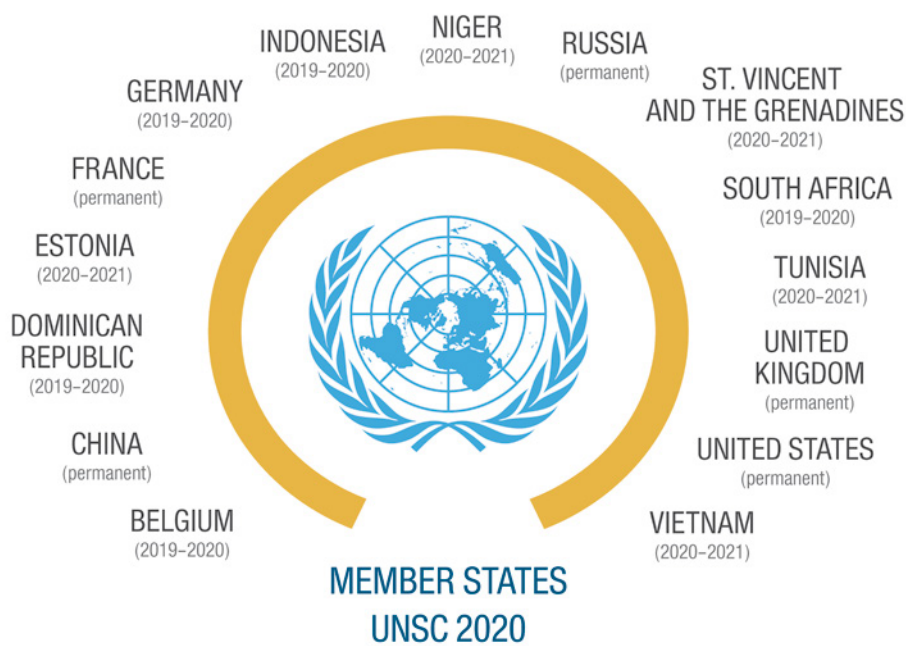 NIGER
(2020–2021)
INDONESIA
(2019–2020)
RUSSIA
(permanent)
GERMANY
(2019–2020)
ST. VINCENT
AND THE GRENADINES
(2020–2021)
FRANCE
(permanent)
SOUTH AFRICA
(2019–2020)
ESTONIA
(2020–2021)
TUNISIA
(2020–2021)
DOMINICAN
REPUBLIC
(2019–2020)
UNITED
KINGDOM
(permanent)
CHINA
(permanent)
UNITED STATES
(permanent)
BELGIUM
(2019–2020)
VIETNAM
(2020–2021)
MEMBER STATES
UNSC 2020